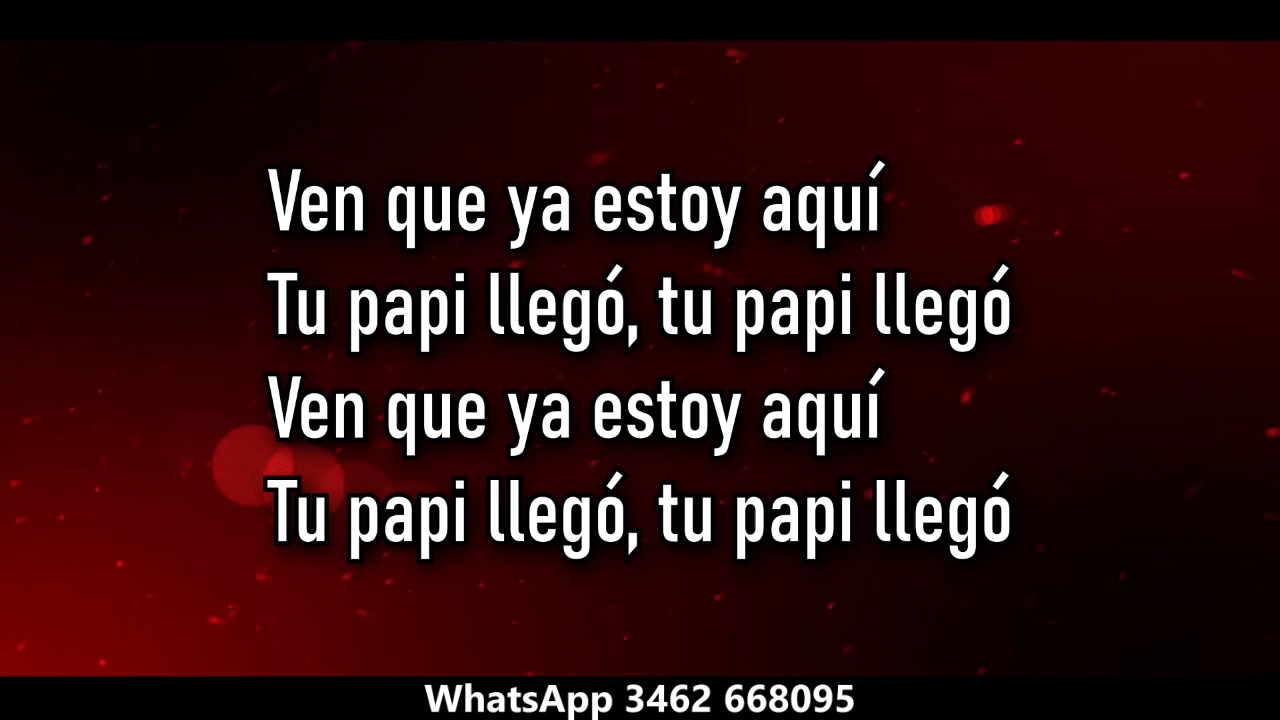 Ven que ya estoy aquí
Tu papi llegó, tu papi llegó
Ven que ya estoy aquí
Tu papi llegó, tu papi llegó
WhatsApp 3462 668095